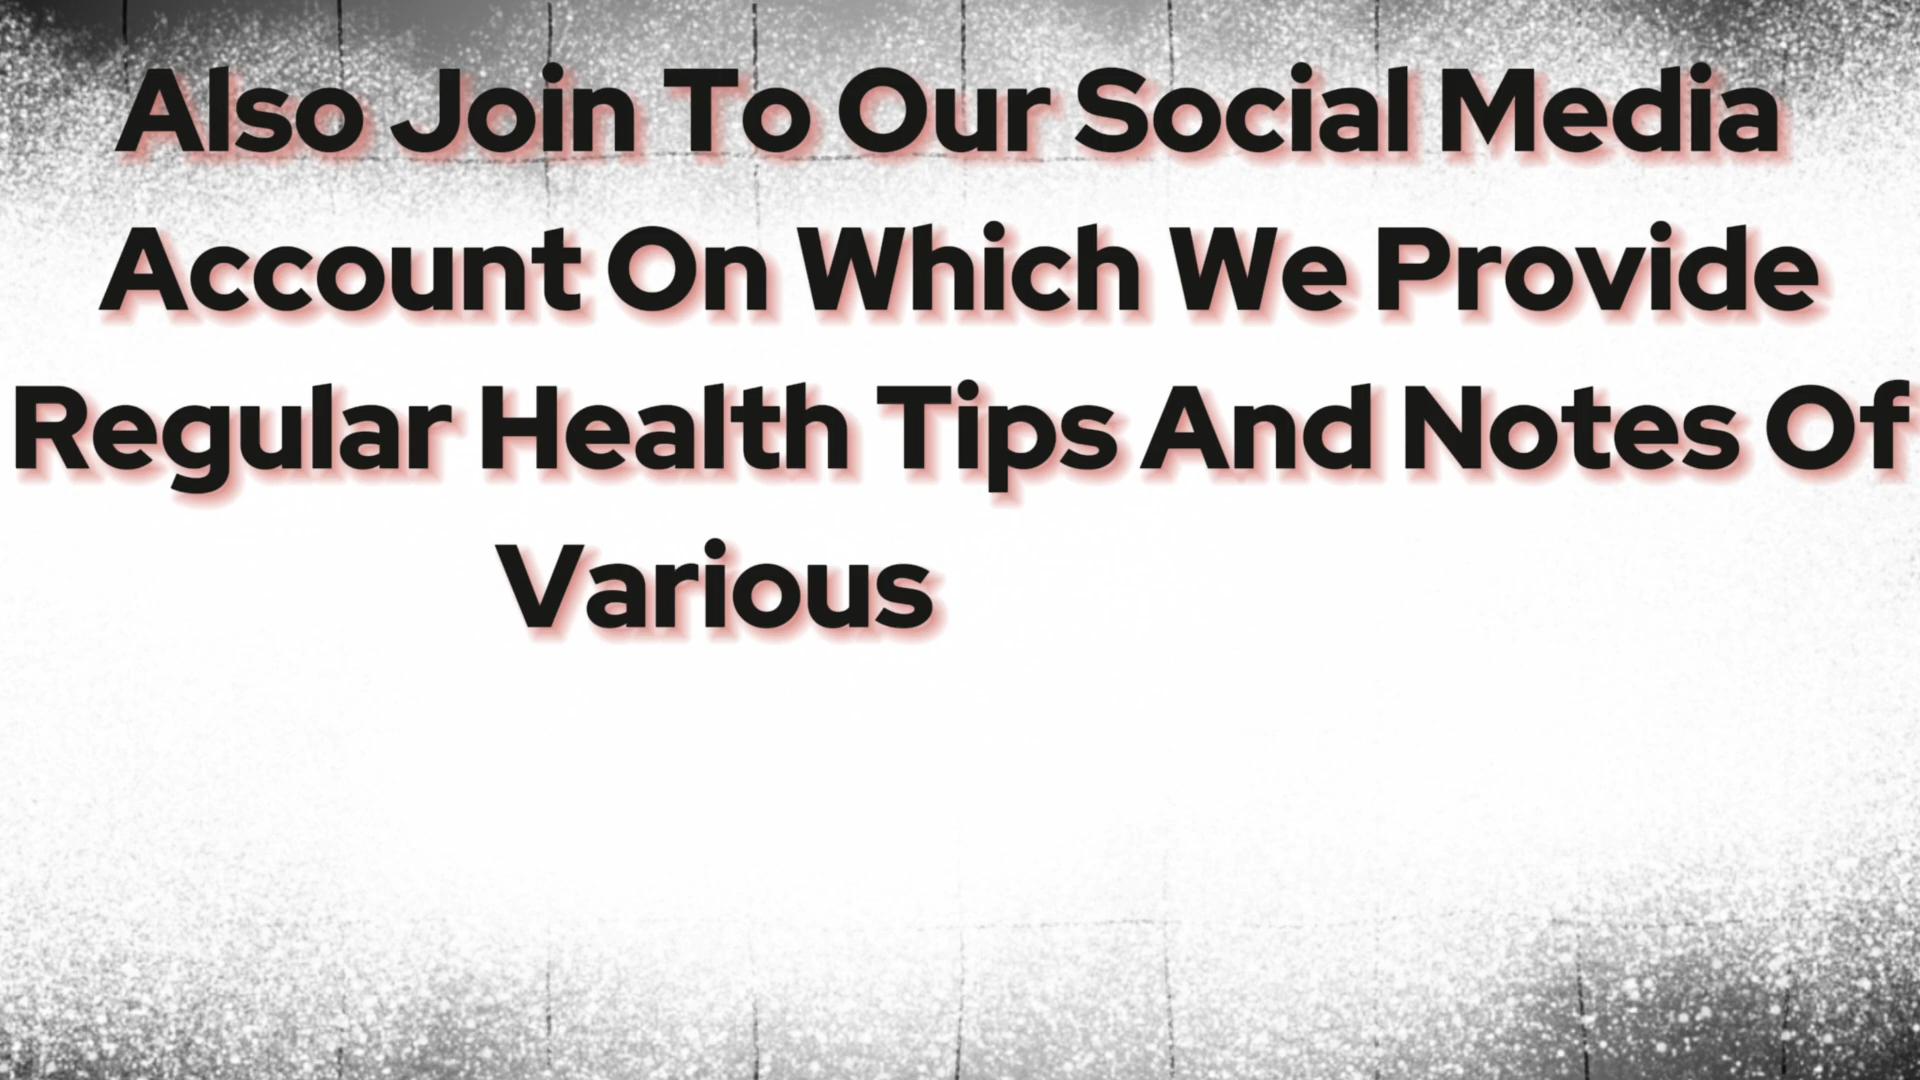 Also Join To Our Social Media
Account On Which We Provide
Regular Health Tips And Notes Of
Various